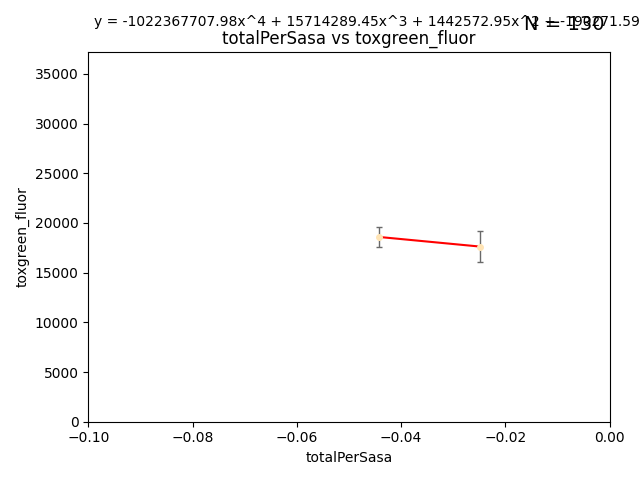 y = -1022367707.98x^4 + 15714289.45x^3 + 1442572.95x^2 +
N = 130
totalPerSasa vs toxgreen_fluor
35000
30000
25000
20000
15000
10000
5000
0
toxgreen_fluor
−0.10 −0.08 −0.06 −0.04 −0.02 0.00
totalPerSasa